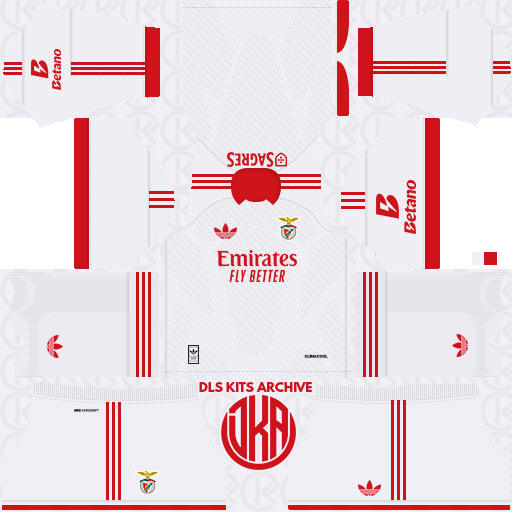 Betano
SAGRES
Betano
Emirates
FLY BETTER
CLIMACOOL
DLS KITS ARCHIVE
DKA